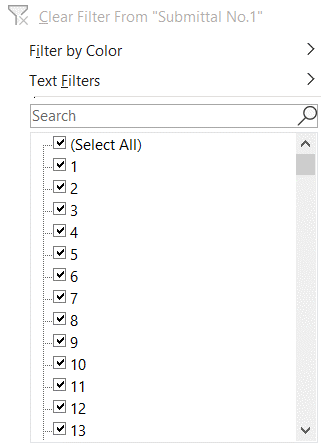 Clear Filter From "Submittal No.1"
Filter by Color
Text Filters
Search
(Select All)
1
2
3
4
5
6
7
8
9
10
11
12
13